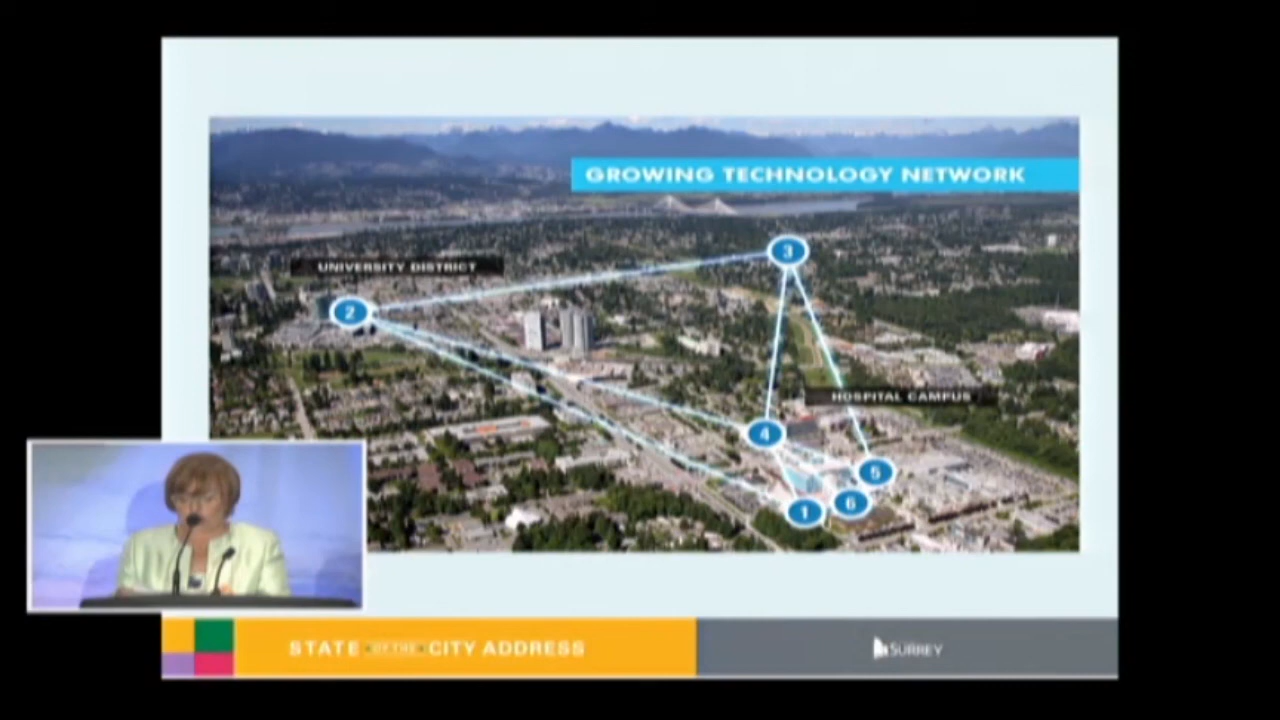 GROWING TECHNOLOGY NETWORK
3
UNIVERSITY DISTRICT
2
HOSPITAL CAMPUS
4
5
6
1
STATE OF THE CITY ADDRESS
SURREY